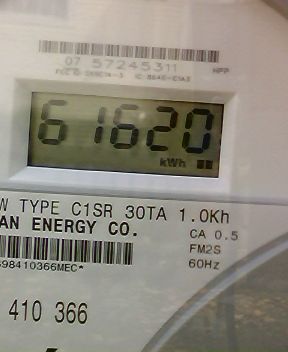 07 57245311
61620
kWh
W TYPE C1SR 30TA 1.0Kh
AN ENERGY CO.
CA 0.5
FM2S
60Hz
98410366MEC*
410 366